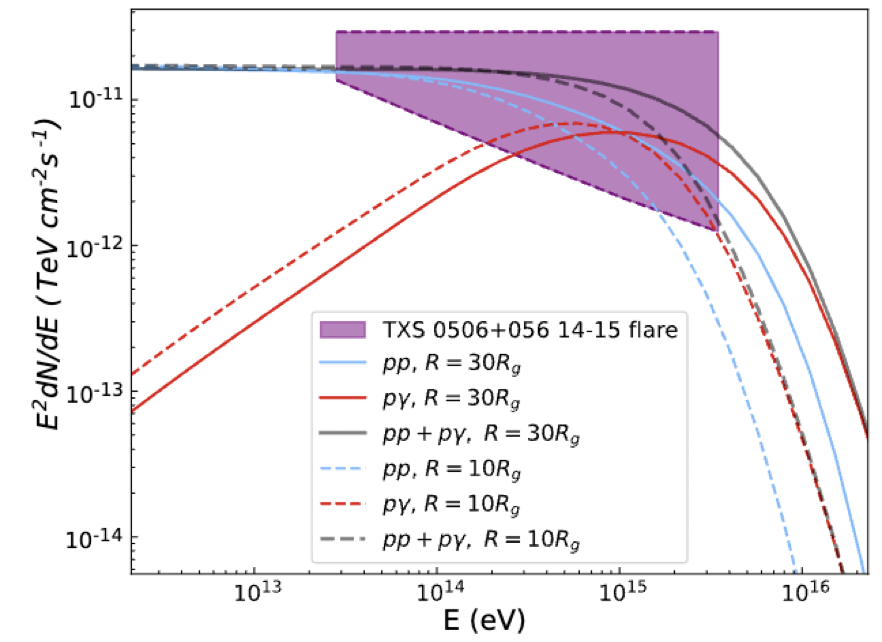 E²dN/dE ( TeV cm⁻²s⁻¹)
10⁻¹¹
10⁻¹²
10⁻¹³
10⁻¹⁴
TXS 0506+056 14-15 flare
pp, R = 30R_g
pγ, R = 30R_g
pp + pγ, R = 30R_g
pp, R = 10R_g
pγ, R = 10R_g
pp + pγ, R = 10R_g
10¹³
10¹⁴
10¹⁵
10¹⁶
E (eV)